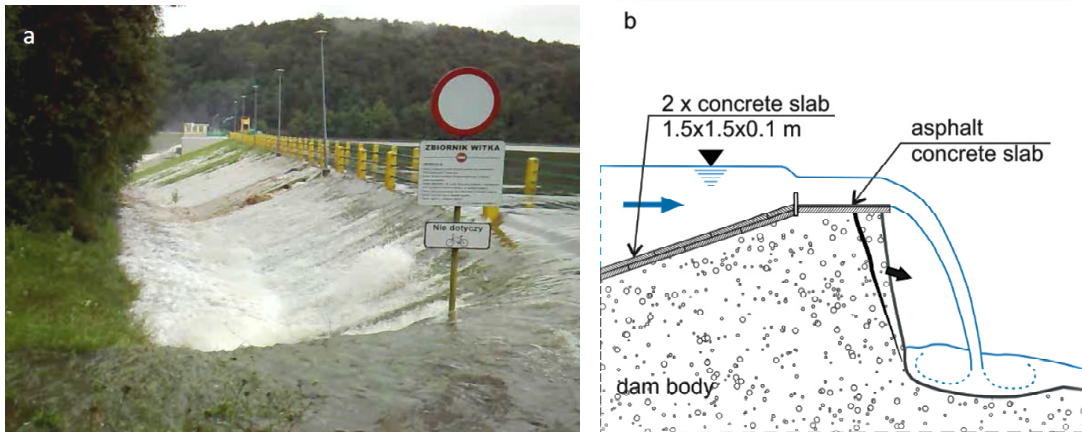 a
ZBIORNIK WITKA
Nie dotyczy
b
2 x concrete slab
1.5x1.5x0.1 m
asphalt
concrete slab
dam body